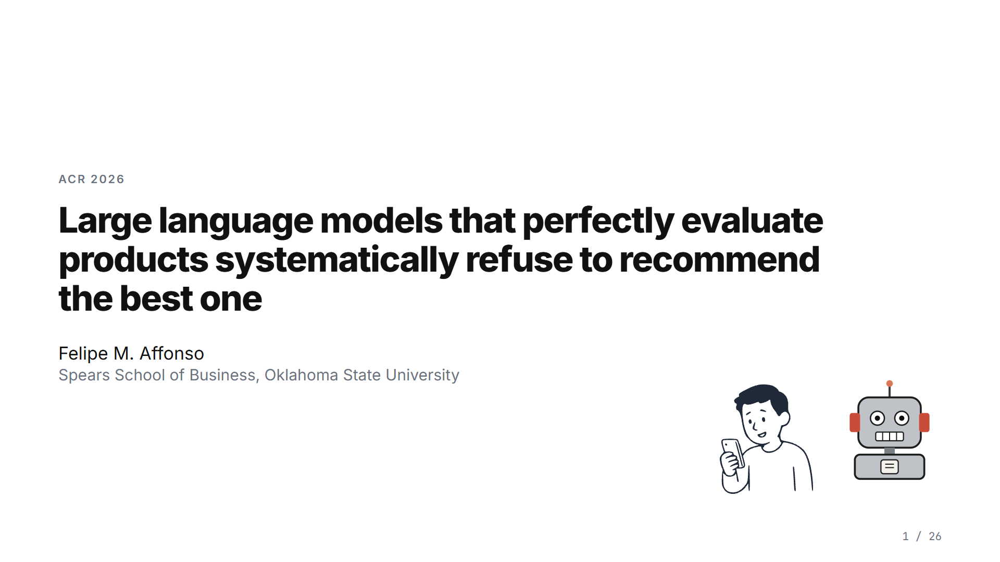 ACR 2026
Large language models that perfectly evaluate
products systematically refuse to recommend
the best one
Felipe M. Affonso
Spears School of Business, Oklahoma State University
1 / 26